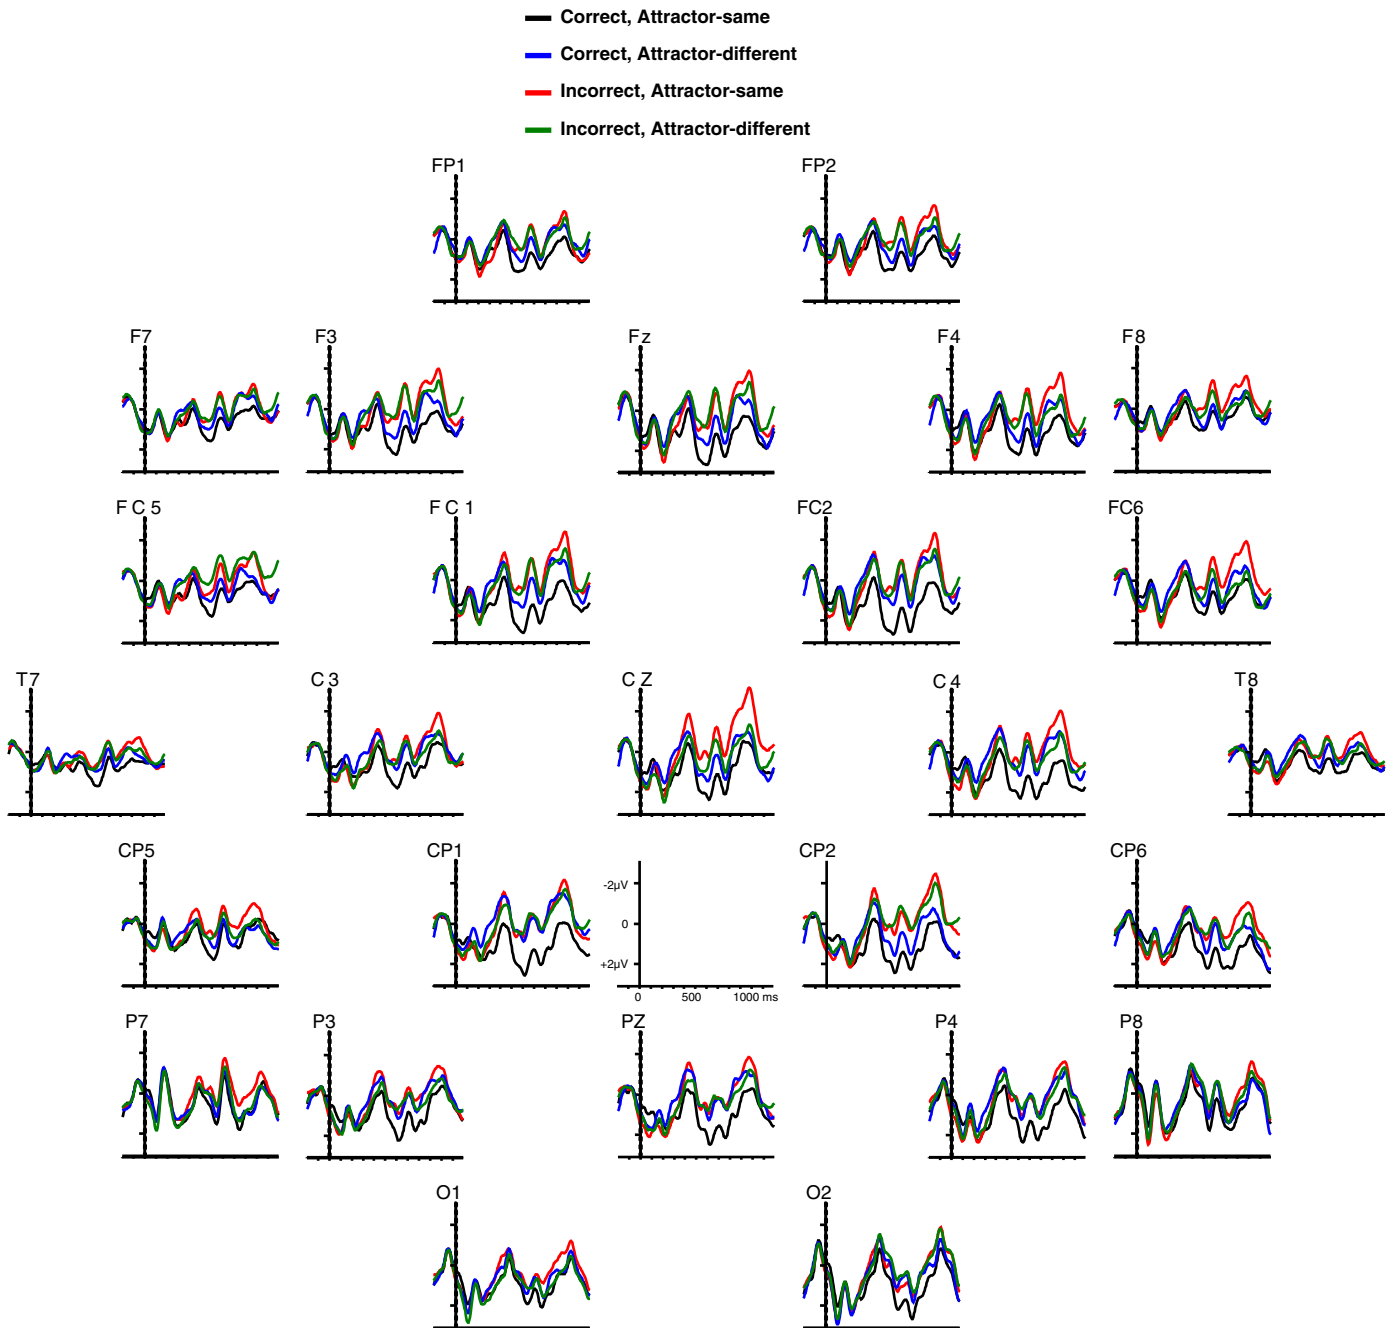 Correct, Attractor-same
Correct, Attractor-different
Incorrect, Attractor-same
Incorrect, Attractor-different
FP1 FP2
F7 F3 Fz F4 F8
F C 5 F C 1 FC2 FC6
T7 C 3 C Z C 4 T8
CP5 CP1 CP2 CP6
-2µV
0
+2µV
0 500 1000 ms
P7 P3 PZ P4 P8
O1 O2